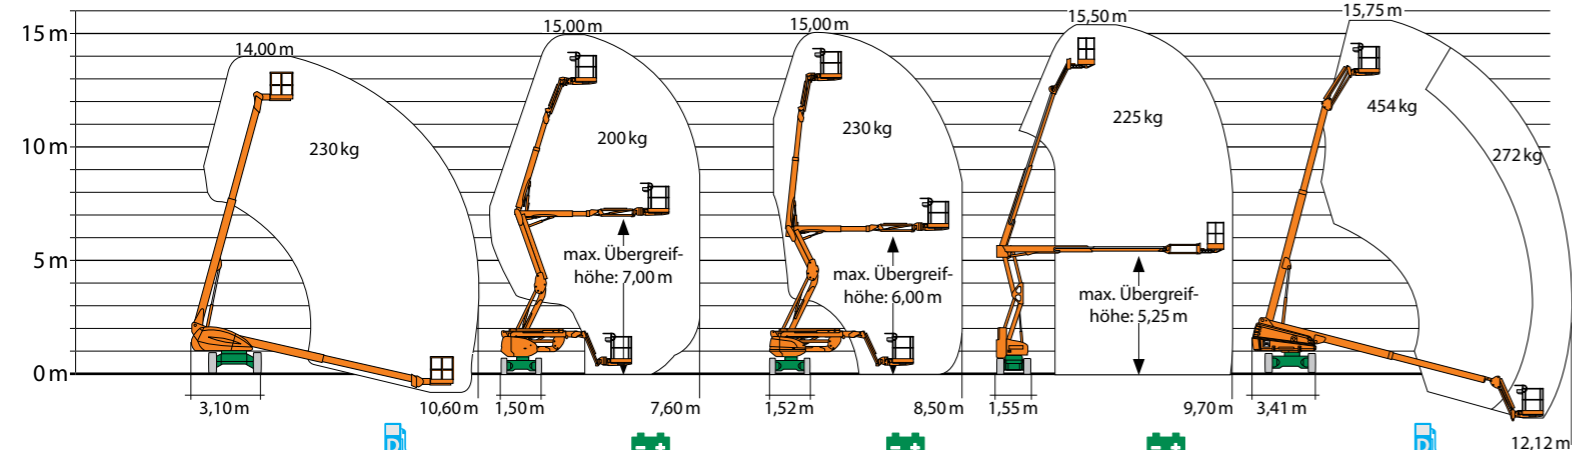 15 m
10 m
5 m
0 m
14,00 m
230 kg
3,10 m
10,60 m
D
15,00 m
200 kg
max. Übergreif-
höhe: 7,00 m
1,50 m
7,60 m
15,00 m
230 kg
max. Übergreif-
höhe: 6,00 m
1,52 m
8,50 m
15,50 m
225 kg
max. Übergreif-
höhe: 5,25 m
1,55 m
9,70 m
15,75 m
454 kg
272 kg
3,41 m
12,12 m
D